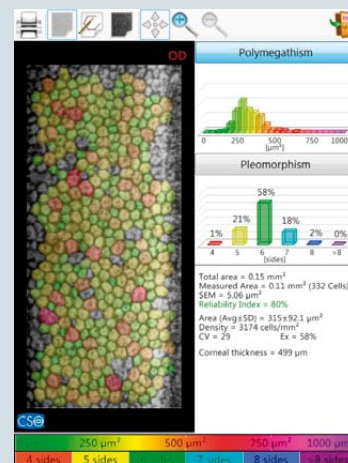 OD
Polymegathism
0 250 500 750 1000
[µm²]
Pleomorphism
58%
21%
18%
1%
2%
0%
4 5 6 7 8 >8
[sides]
Total area = 0.15 mm²
Measured Area = 0.11 mm² (332 Cells)
SEM = 5.06 µm²
Reliability Index = 80%
Area (Avg±SD) = 315±92.1 µm²
Density = 3174 cells/mm²
CV = 29 Ex = 58%
Corneal thickness = 499 µm
CSO
250 µm² 500 µm² 750 µm² 1000 µm²
4 sides 5 sides 7 sides 8 sides >8 sides